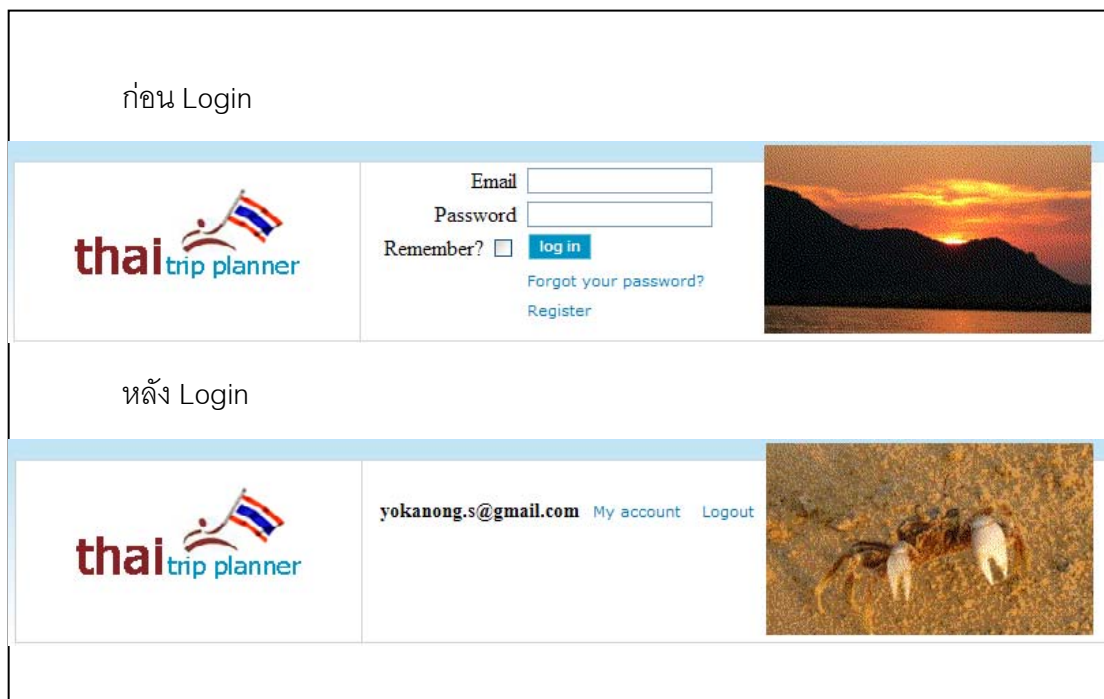 ก่อน Login
Email
Password
Remember? log in
thai trip planner
Forgot your password?
Register
หลัง Login
yokanong.s@gmail.com My account Logout
thai trip planner